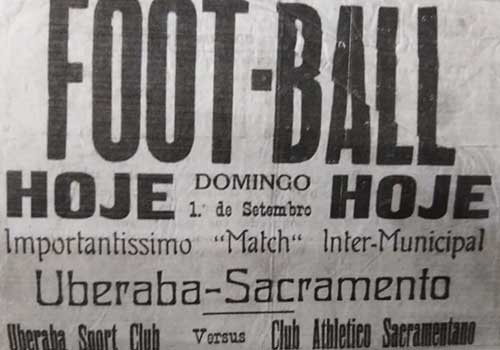 FOOT-BALL
HOJE DOMINGO HOJE
1.º de Setembro
Importantissimo "Match" Inter-Municipal
Uberaba-Sacramento
Uberaba Sport Club Versus Club Athletico Sacramentano